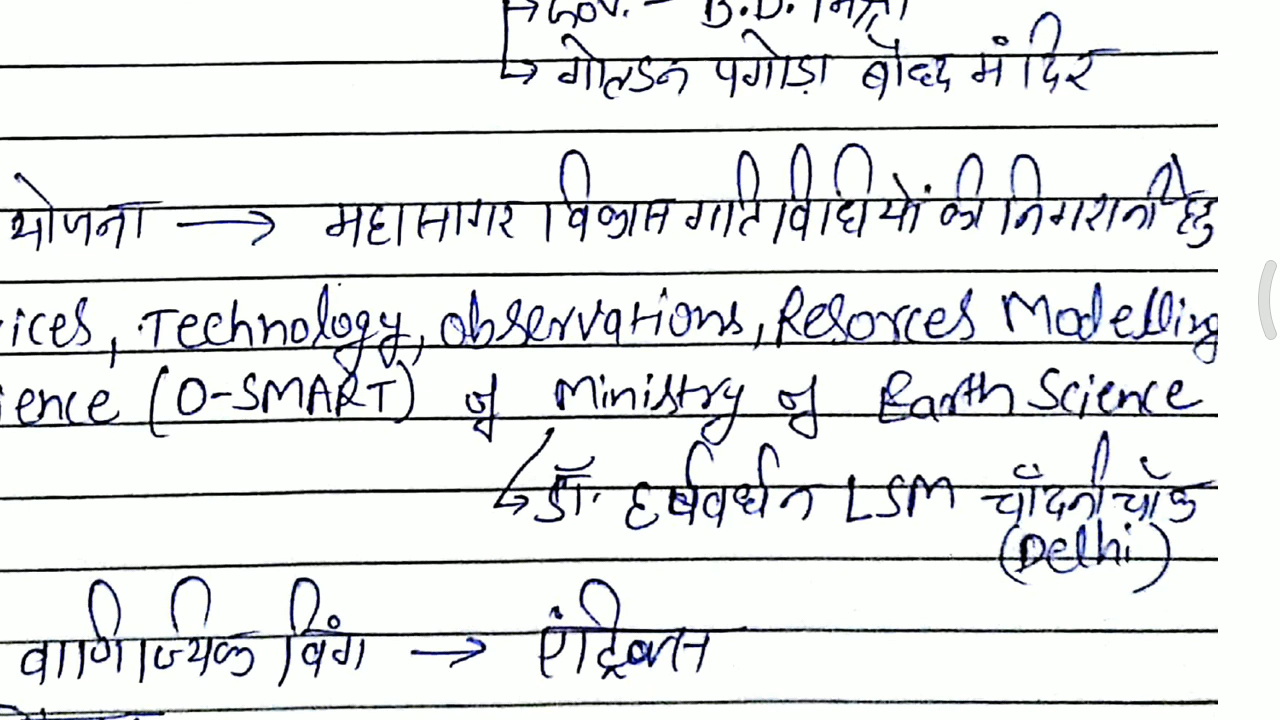 → Gov. - B.D. मिश्रा
→ गोल्डन पगोडा बौद्ध मंदिर
योजना → महासागर विकास गतिविधियों की निगरानी हेतु
ices, Technology, observations, Resorces Modelling
ience (O-SMART) of Ministry of Earth Science
→ डॉ. हर्षवर्धन LSM चाँदनी चौक
(Delhi)
वाणिज्यिक विंग → एंट्रिक्स